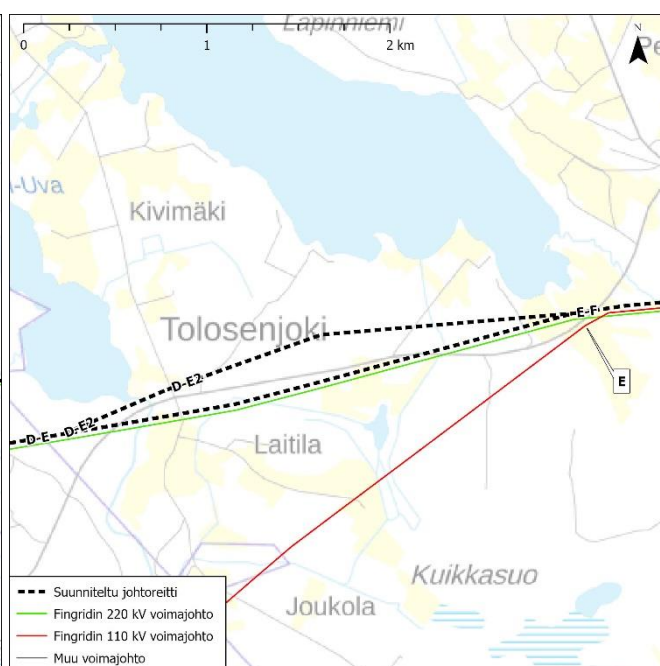 Lapinniemi
0 1 2 km
N
Pe
-Uva
Kivimäki
Tolosenjoki
E-F
D-E2
E
D-E
D-E2
Laitila
Kuikkasuo
Joukola
Suunniteltu johtoreitti
Fingridin 220 kV voimajohto
Fingridin 110 kV voimajohto
Muu voimajohto